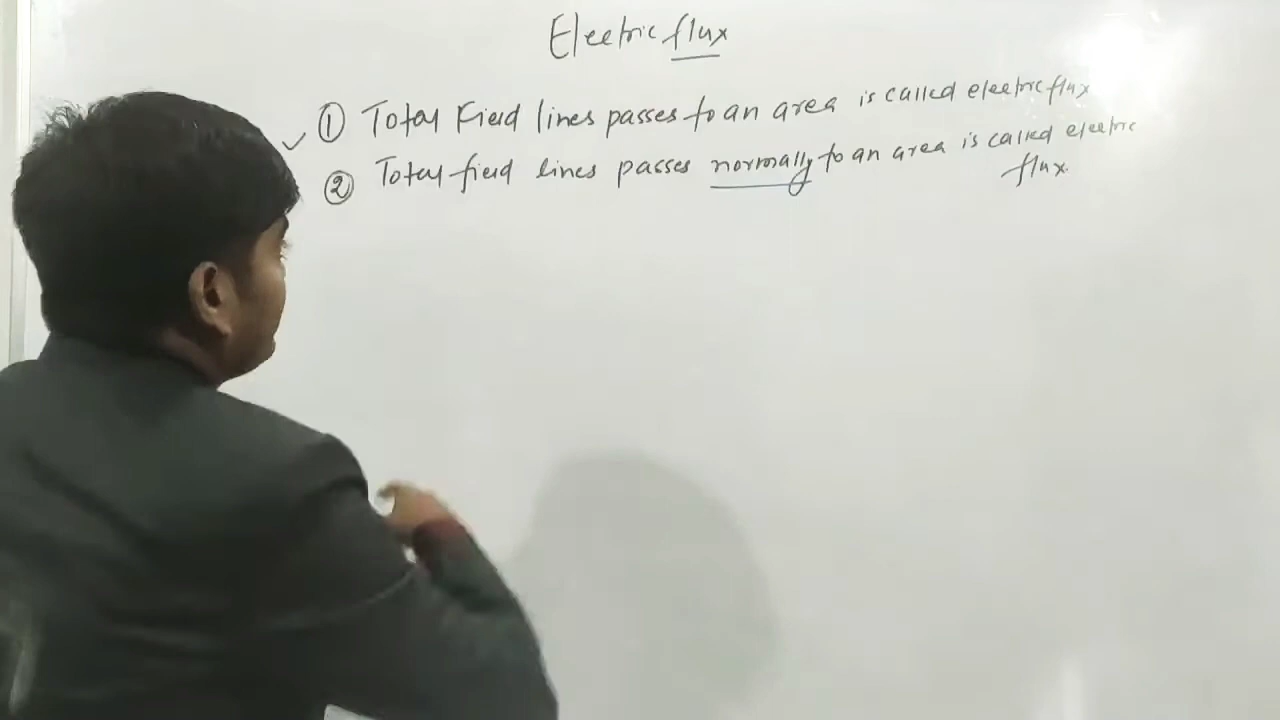 Electric flux
① Total Field lines passes to an area is called electric flux
② Total field lines passes normally to an area is called electric
flux.